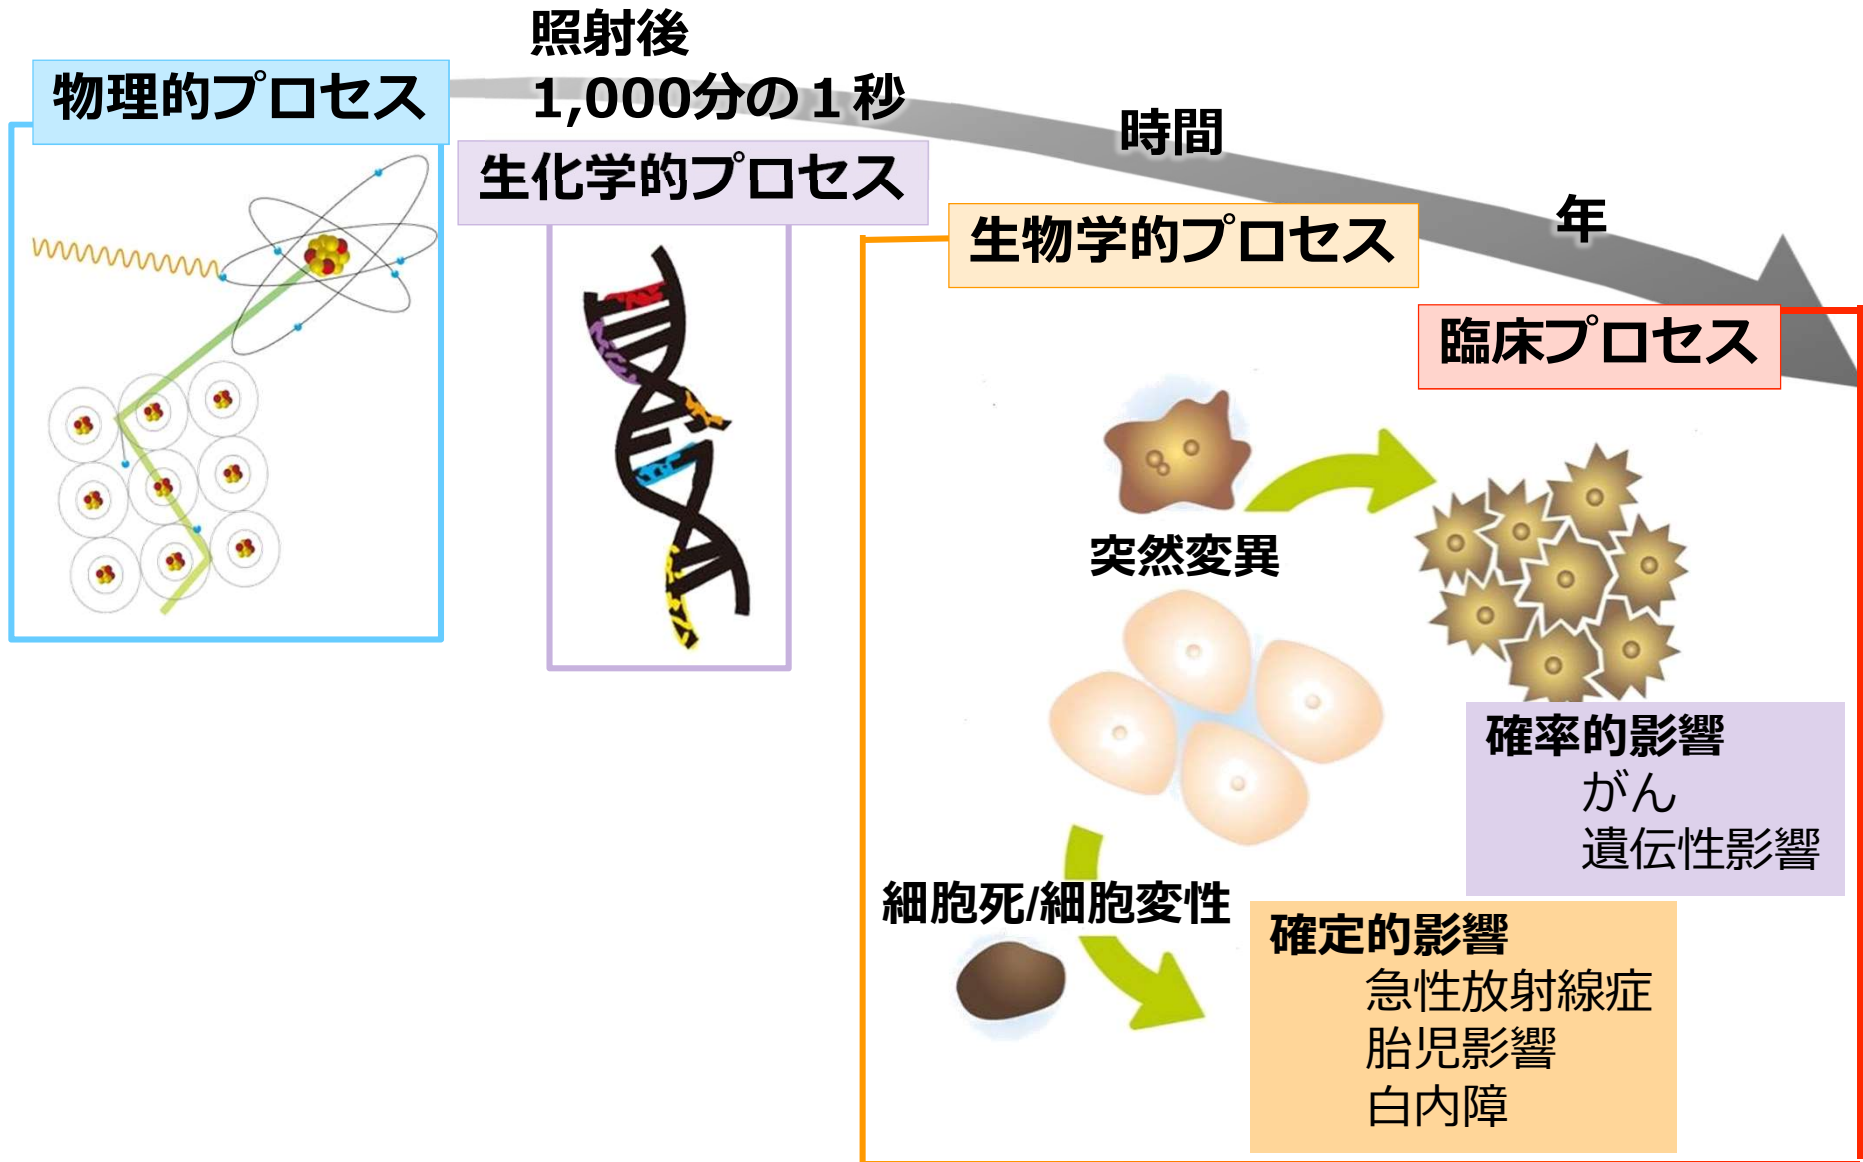 照射後
1,000分の１秒
物理的プロセス
時間
生化学的プロセス
年
生物学的プロセス
臨床プロセス
突然変異
確率的影響
がん
遺伝性影響
細胞死/細胞変性
確定的影響
急性放射線症
胎児影響
白内障